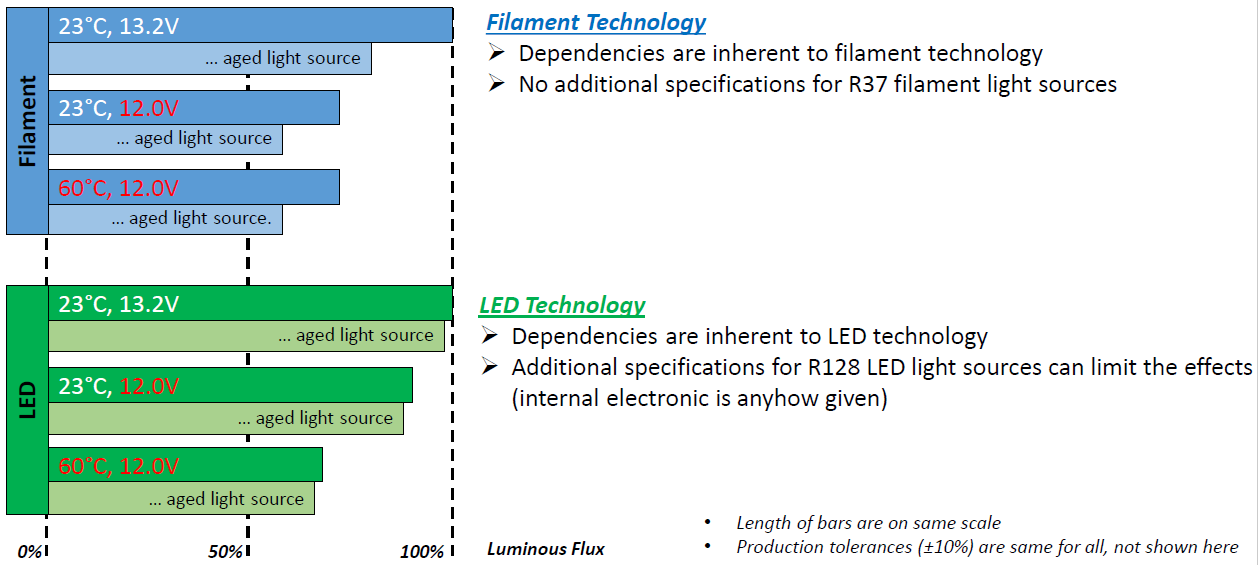 Filament
23°C, 13.2V
... aged light source
23°C, 12.0V
... aged light source
60°C, 12.0V
... aged light source.
Filament Technology
➢ Dependencies are inherent to filament technology
➢ No additional specifications for R37 filament light sources
LED
23°C, 13.2V
... aged light source
23°C, 12.0V
... aged light source
60°C, 12.0V
... aged light source
LED Technology
➢ Dependencies are inherent to LED technology
➢ Additional specifications for R128 LED light sources can limit the effects
(internal electronic is anyhow given)
0% 50% 100% Luminous Flux
• Length of bars are on same scale
• Production tolerances (±10%) are same for all, not shown here